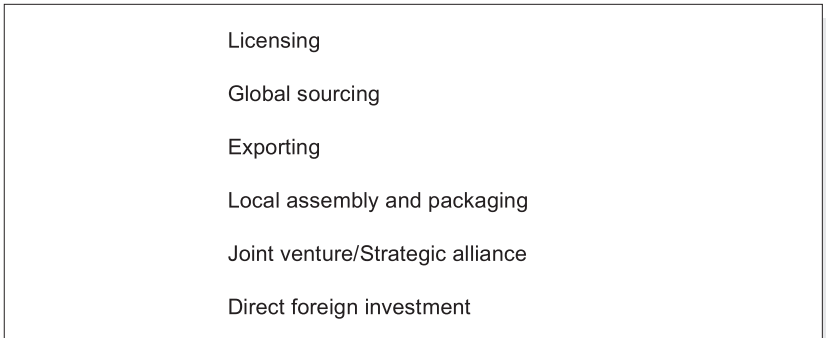 Licensing
Global sourcing
Exporting
Local assembly and packaging
Joint venture/Strategic alliance
Direct foreign investment